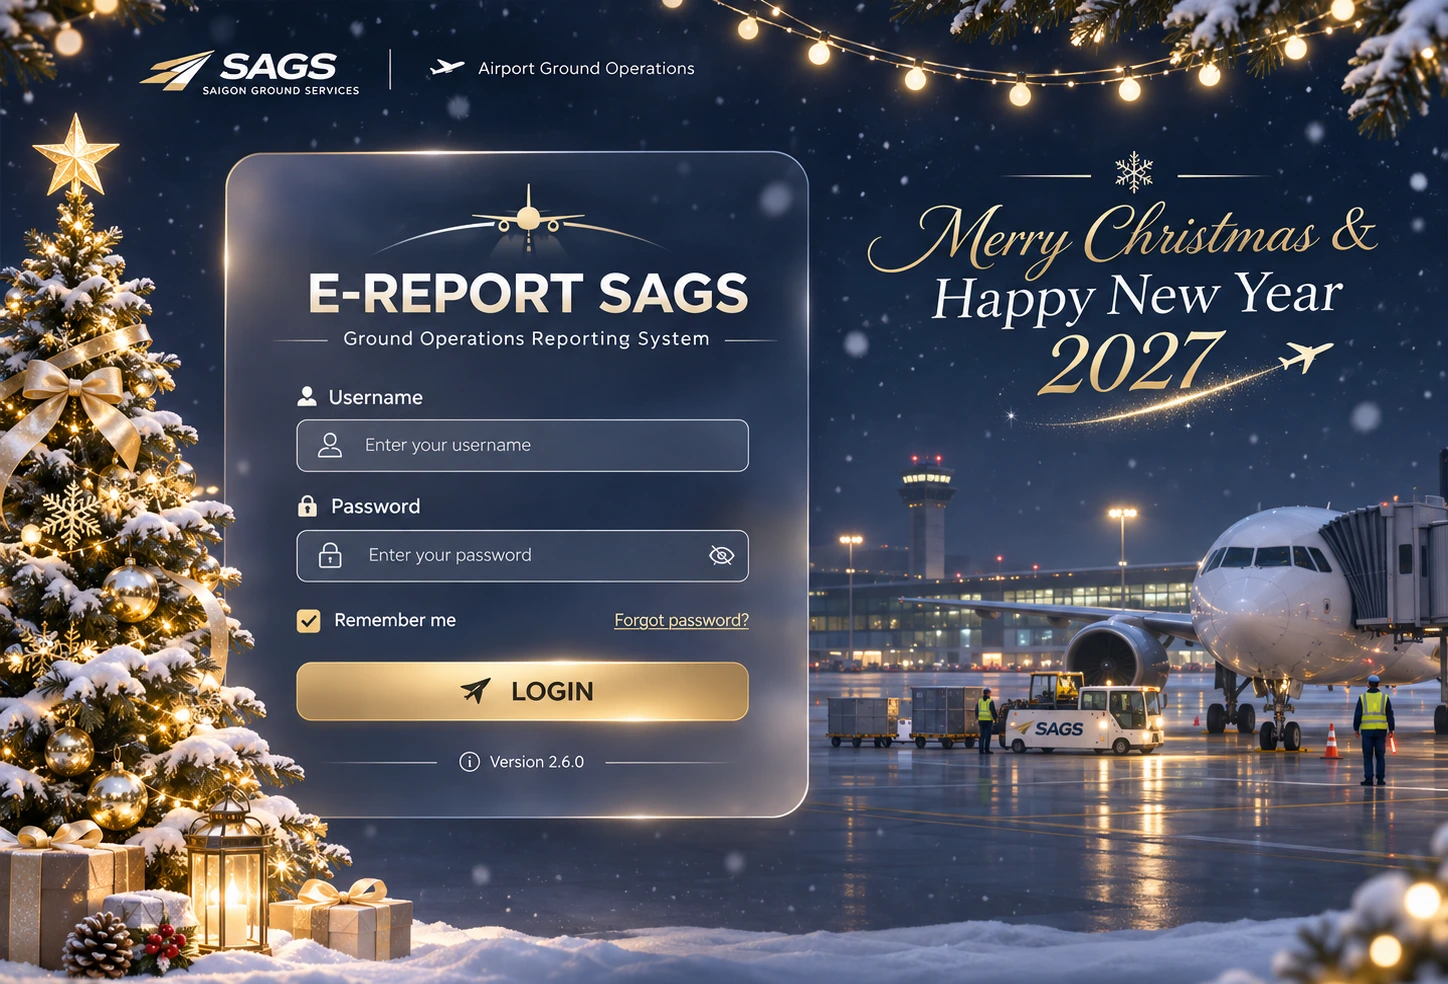 SAGS
SAIGON GROUND SERVICES
Airport Ground Operations
E-REPORT SAGS
Ground Operations Reporting System
Username
Enter your username
Password
Enter your password
Remember me
Forgot password?
LOGIN
Version 2.6.0
Merry Christmas &
Happy New Year
2027
SAGS